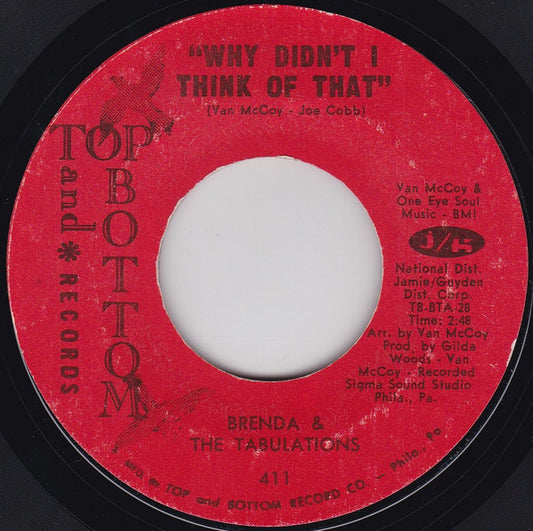 "WHY DIDN'T I
THINK OF THAT"
(Van McCoy - Joe Cobb)
TOP
and
BOTTOM
* RECORDS
Van McCoy &
One Eye Soul
Music - BMI
j/g
National Dist.
Jamie/Guyden
Dist. Corp.
TB-BTA-28
Time: 2:48
Arr. by Van McCoy
Prod. by Gilda
Woods - Van
McCoy - Recorded
Sigma Sound Studio
Phila., Pa.
BRENDA &
THE TABULATIONS
411
MFD. BY TOP and BOTTOM RECORD CO. - Phila., Pa